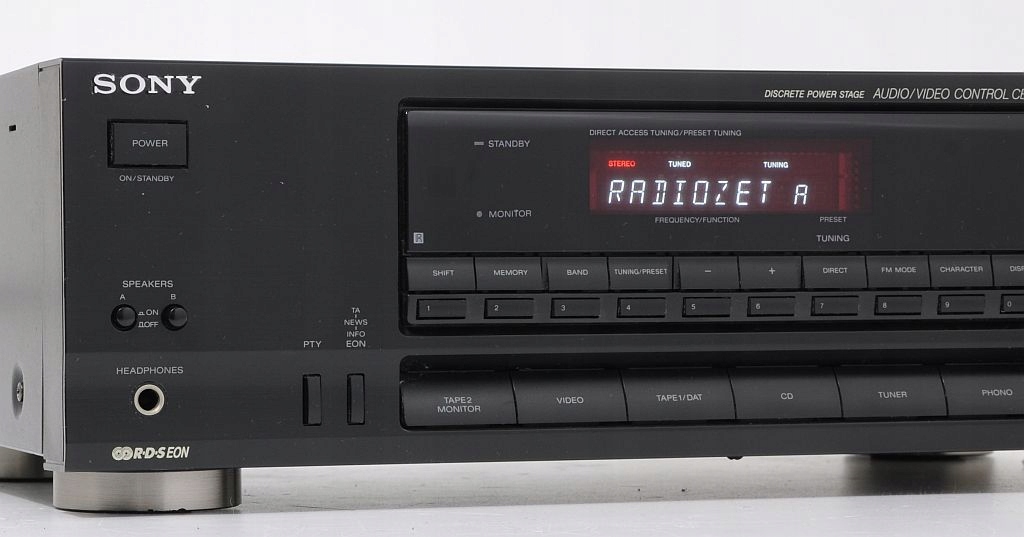 SONY
DISCRETE POWER STAGE AUDIO/VIDEO CONTROL CE
POWER
ON/STANDBY
STANDBY
MONITOR
DIRECT ACCESS TUNING/PRESET TUNING
STEREO TUNED TUNING
RADIOZET A
FREQUENCY/FUNCTION PRESET
TUNING
IR
SHIFT MEMORY BAND TUNING/PRESET − + DIRECT FM MODE CHARACTER DISP
1 2 3 4 5 6 7 8 9 0
SPEAKERS
A B
ON
OFF
TA
NEWS
INFO
PTY EON
HEADPHONES
TAPE2
MONITOR
VIDEO TAPE1/DAT CD TUNER PHONO
R·D·S EON